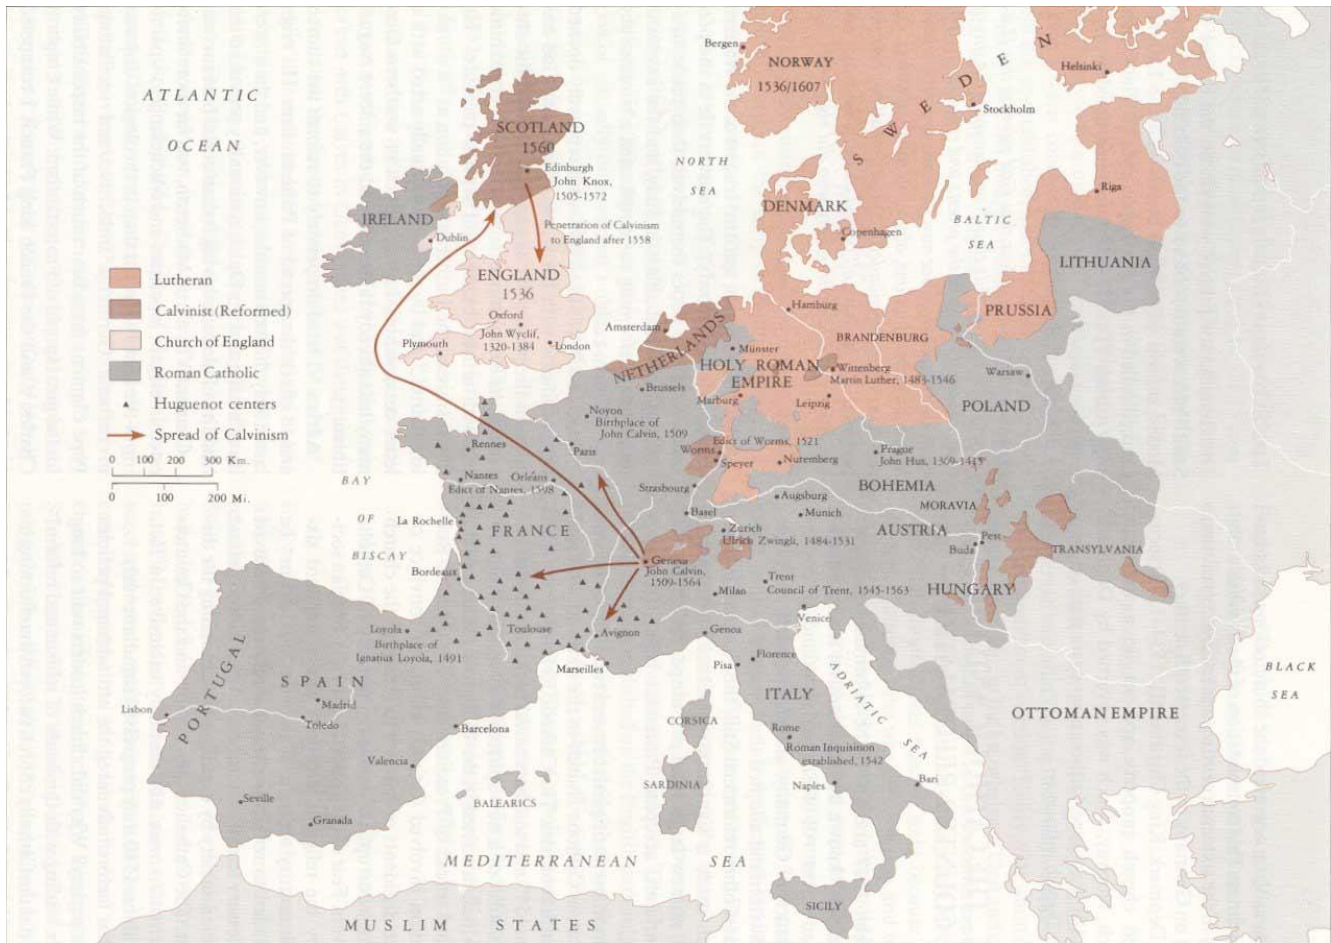 ATLANTIC
OCEAN
Bergen
NORWAY
1536/1607
SWEDEN
Helsinki
Stockholm
SCOTLAND
1560
Edinburgh
John Knox,
1505-1572
NORTH
SEA
Riga
IRELAND
Dublin
Penetration of Calvinism
to England after 1558
DENMARK
Copenhagen
BALTIC
SEA
LITHUANIA
ENGLAND
1536
Oxford
John Wyclif,
1320-1384
Plymouth
London
Lutheran
Calvinist (Reformed)
Church of England
Roman Catholic
Huguenot centers
Spread of Calvinism
0 100 200 300 Km.
0 100 200 Mi.
Amsterdam
NETHERLANDS
Brussels
Hamburg
BRANDENBURG
PRUSSIA
Münster
HOLY ROMAN
EMPIRE
Wittenberg
Martin Luther, 1483-1546
Warsaw
Marburg
Leipzig
POLAND
Noyon
Birthplace of
John Calvin, 1509
Paris
Rennes
Nantes
Orléans
Edict of Nantes, 1598
Edict of Worms, 1521
Worms
Speyer
Nuremberg
Prague
John Hus, 1369-1415
Strasbourg
BOHEMIA
Augsburg
Munich
MORAVIA
BAY
OF
BISCAY
La Rochelle
FRANCE
Basel
Zurich
Ulrich Zwingli, 1484-1531
AUSTRIA
Pest
Buda
TRANSYLVANIA
Geneva
John Calvin,
1509-1564
Bordeaux
Trent
Council of Trent, 1545-1563
HUNGARY
Milan
Venice
Loyola
Birthplace of
Ignatius Loyola, 1491
Toulouse
Avignon
Marseilles
Genoa
Florence
Pisa
ADRIATIC
SEA
BLACK
SEA
PORTUGAL
SPAIN
Madrid
Toledo
Lisbon
Barcelona
Valencia
CORSICA
ITALY
Rome
Roman Inquisition
established, 1542
OTTOMAN EMPIRE
Seville
Granada
BALEARICS
SARDINIA
Naples
Bari
MEDITERRANEAN SEA
SICILY
MUSLIM STATES